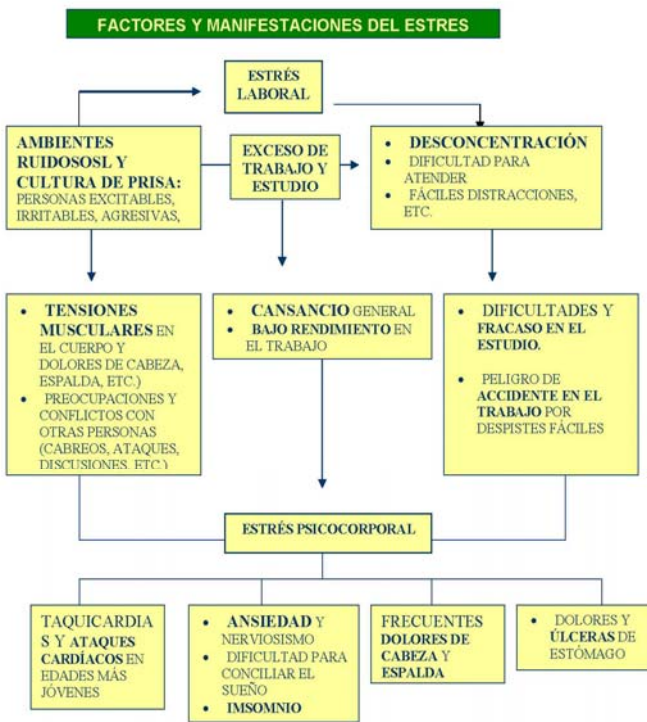 FACTORES Y MANIFESTACIONES DEL ESTRES
ESTRÉS
LABORAL
AMBIENTES
RUIDOSOSL Y
CULTURA DE PRISA:
PERSONAS EXCITABLES,
IRRITABLES, AGRESIVAS,
EXCESO DE
TRABAJO Y
ESTUDIO
• DESCONCENTRACIÓN
• DIFICULTAD PARA
ATENDER
• FÁCILES DISTRACCIONES,
ETC.
• TENSIONES
MUSCULARES EN
EL CUERPO Y
DOLORES DE CABEZA,
ESPALDA, ETC.)
• PREOCUPACIONES Y
CONFLICTOS CON
OTRAS PERSONAS
(CABREOS, ATAQUES,
DISCUSIONES, ETC.)
• CANSANCIO GENERAL
• BAJO RENDIMIENTO EN
EL TRABAJO
• DIFICULTADES Y
FRACASO EN EL
ESTUDIO.
• PELIGRO DE
ACCIDENTE EN EL
TRABAJO POR
DESPISTES FÁCILES
ESTRÉS PSICOCORPORAL
TAQUICARDIA
S Y ATAQUES
CARDÍACOS EN
EDADES MÁS
JÓVENES
• ANSIEDAD Y
NERVIOSISMO
• DIFICULTAD PARA
CONCILIAR EL
SUEÑO
• IMSOMNIO
FRECUENTES
DOLORES DE
CABEZA Y
ESPALDA
• DOLORES Y
ÚLCERAS DE
ESTÓMAGO